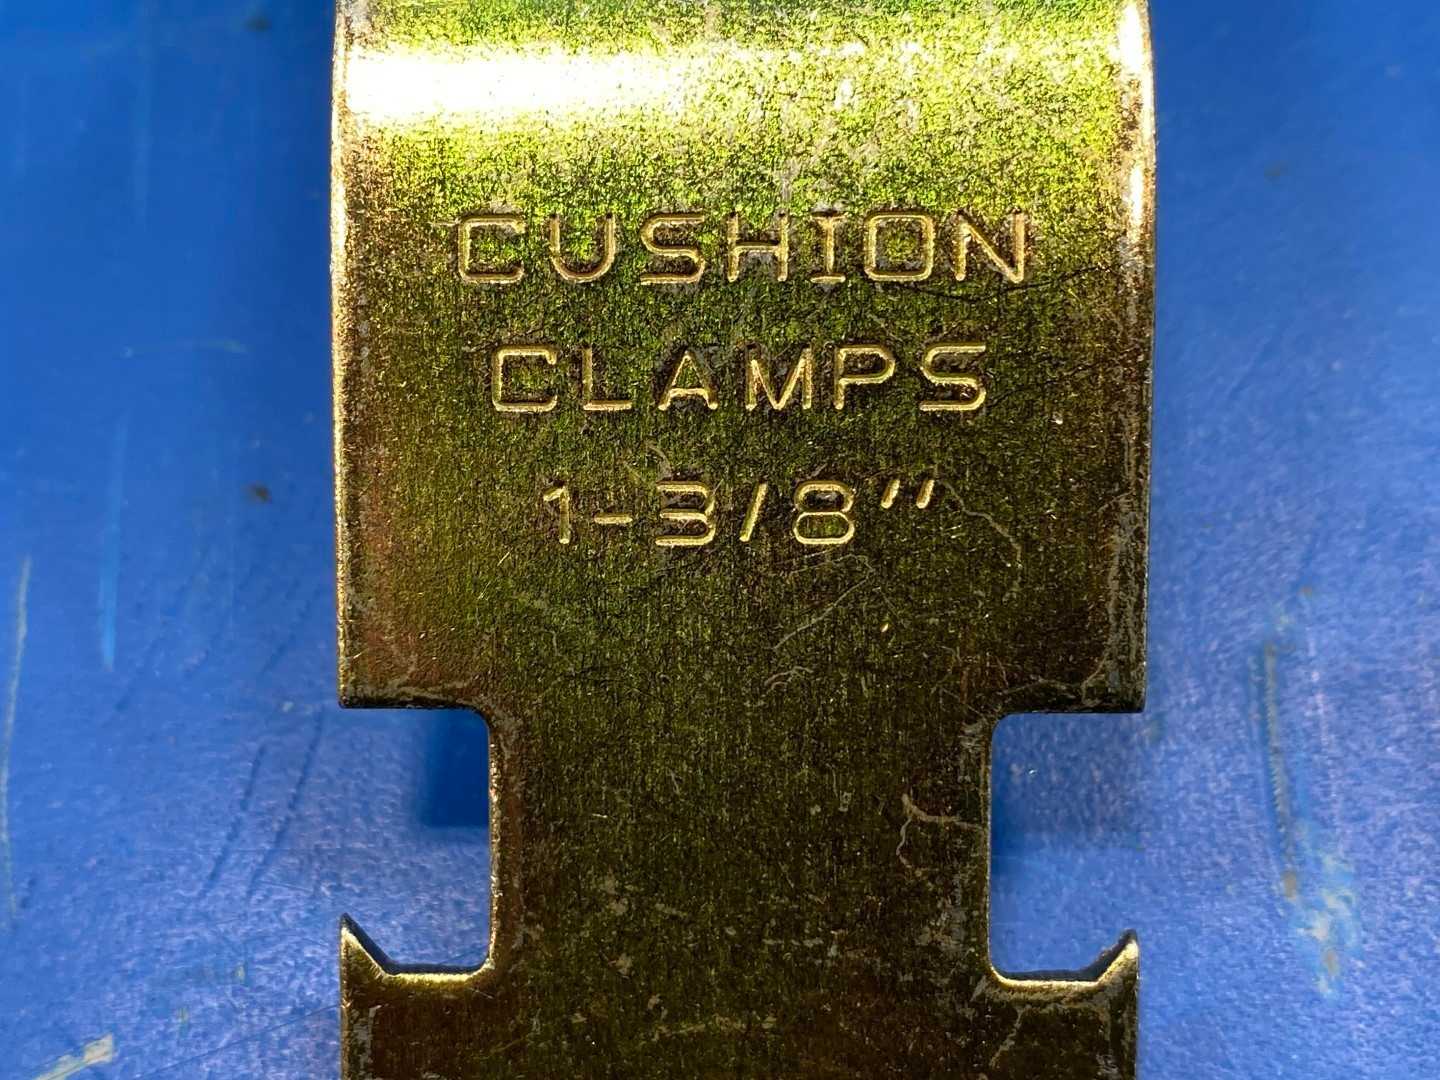 CUSHION
CLAMPS
1-3/8"